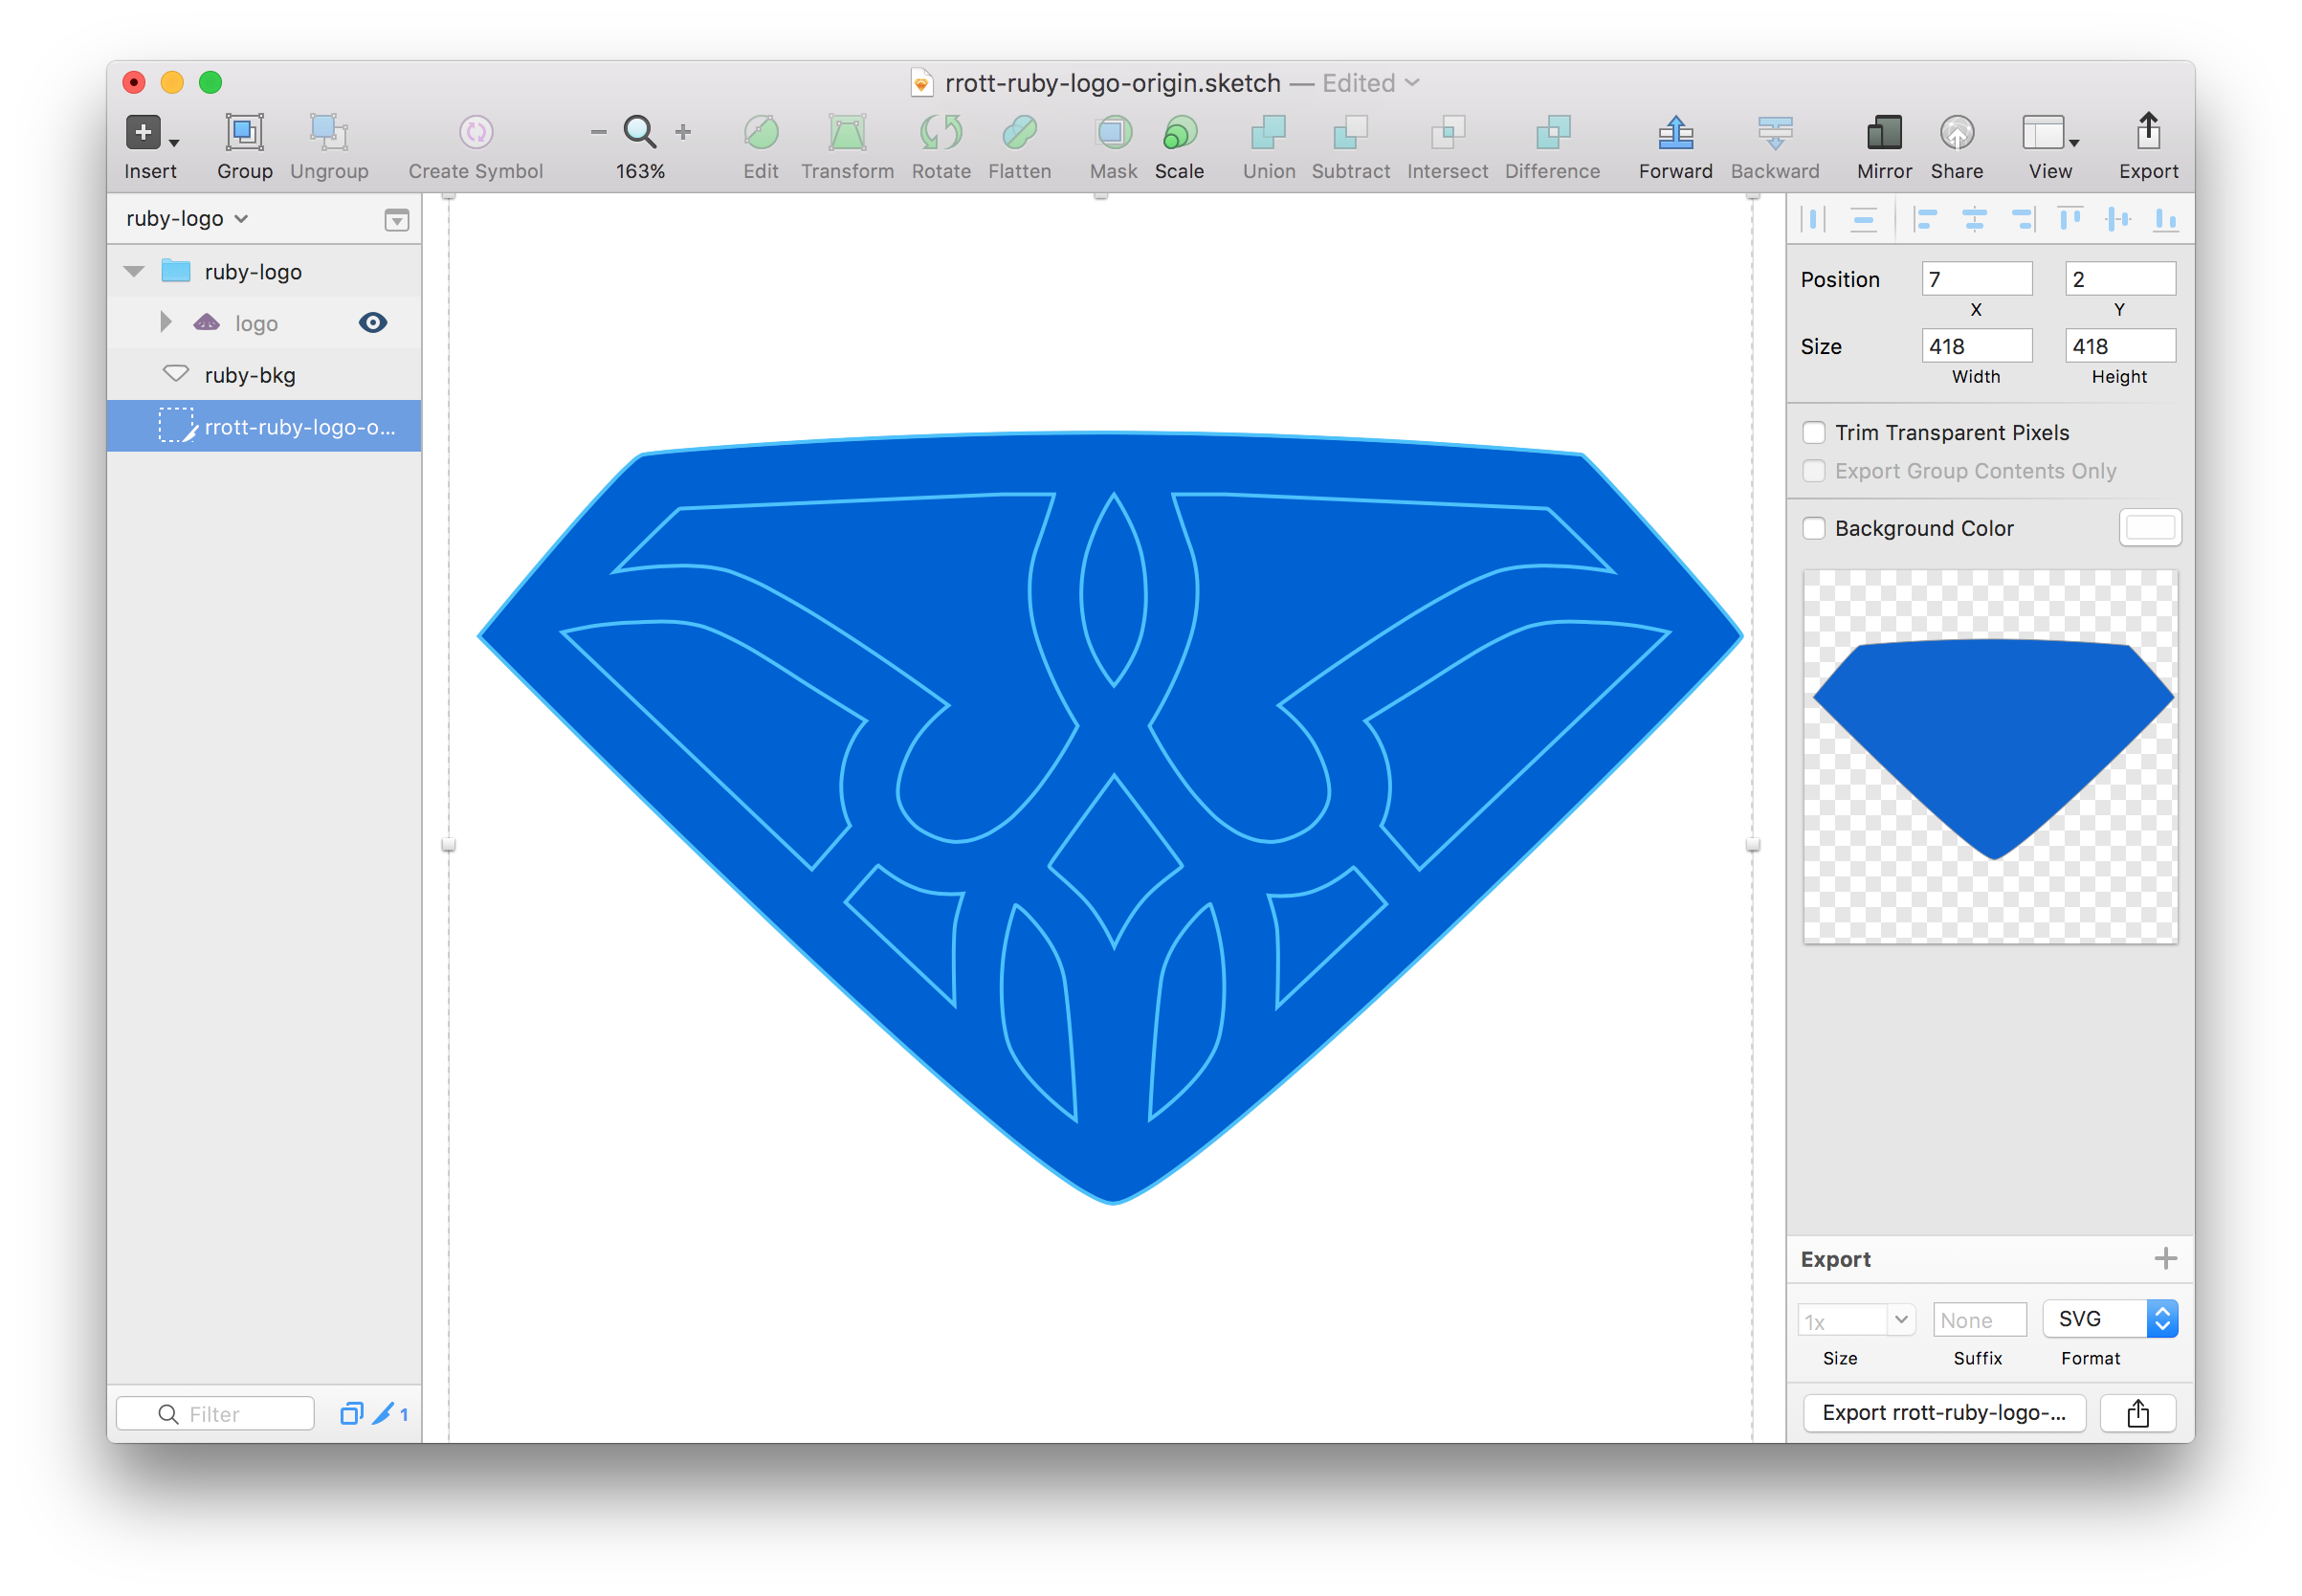 rrott-ruby-logo-origin.sketch — Edited
Insert Group Ungroup Create Symbol 163% Edit Transform Rotate Flatten Mask Scale Union Subtract Intersect Difference Forward Backward Mirror Share View Export
ruby-logo
ruby-logo
logo
ruby-bkg
rrott-ruby-logo-o...
Filter 1
Position 7 2
X Y
Size 418 418
Width Height
Trim Transparent Pixels
Export Group Contents Only
Background Color
Export
1x None SVG
Size Suffix Format
Export rrott-ruby-logo-...